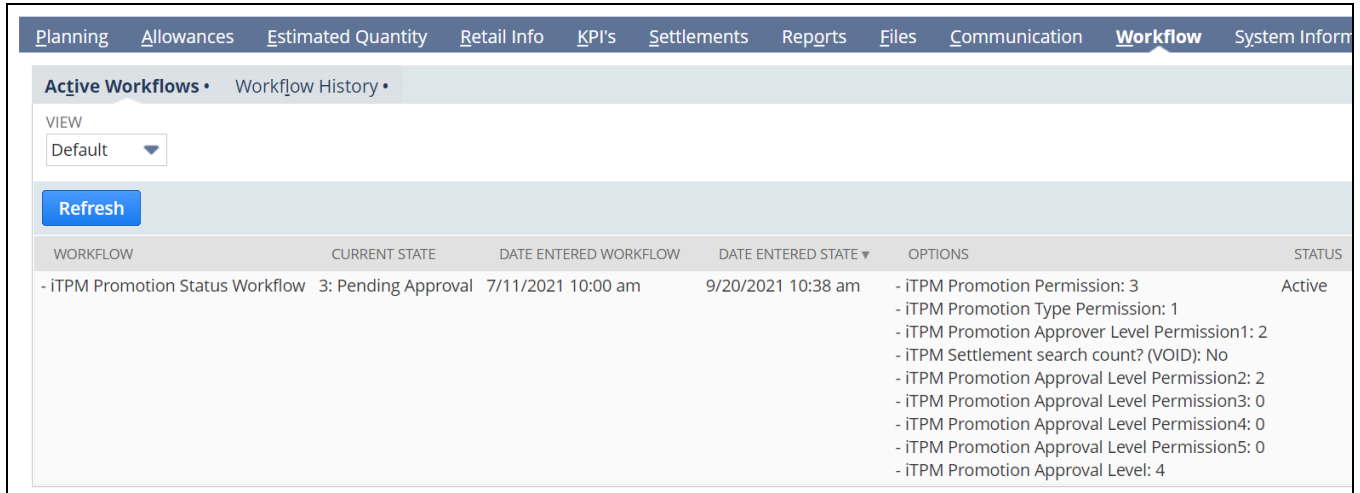 Planning Allowances Estimated Quantity Retail Info KPI's Settlements Reports Files Communication Workflow System Inform
Active Workflows • Workflow History •
VIEW
Default
Refresh
WORKFLOW CURRENT STATE DATE ENTERED WORKFLOW DATE ENTERED STATE ▼ OPTIONS STATUS
- iTPM Promotion Status Workflow 3: Pending Approval 7/11/2021 10:00 am 9/20/2021 10:38 am - iTPM Promotion Permission: 3 Active
- iTPM Promotion Type Permission: 1
- iTPM Promotion Approver Level Permission1: 2
- iTPM Settlement search count? (VOID): No
- iTPM Promotion Approval Level Permission2: 2
- iTPM Promotion Approval Level Permission3: 0
- iTPM Promotion Approval Level Permission4: 0
- iTPM Promotion Approval Level Permission5: 0
- iTPM Promotion Approval Level: 4